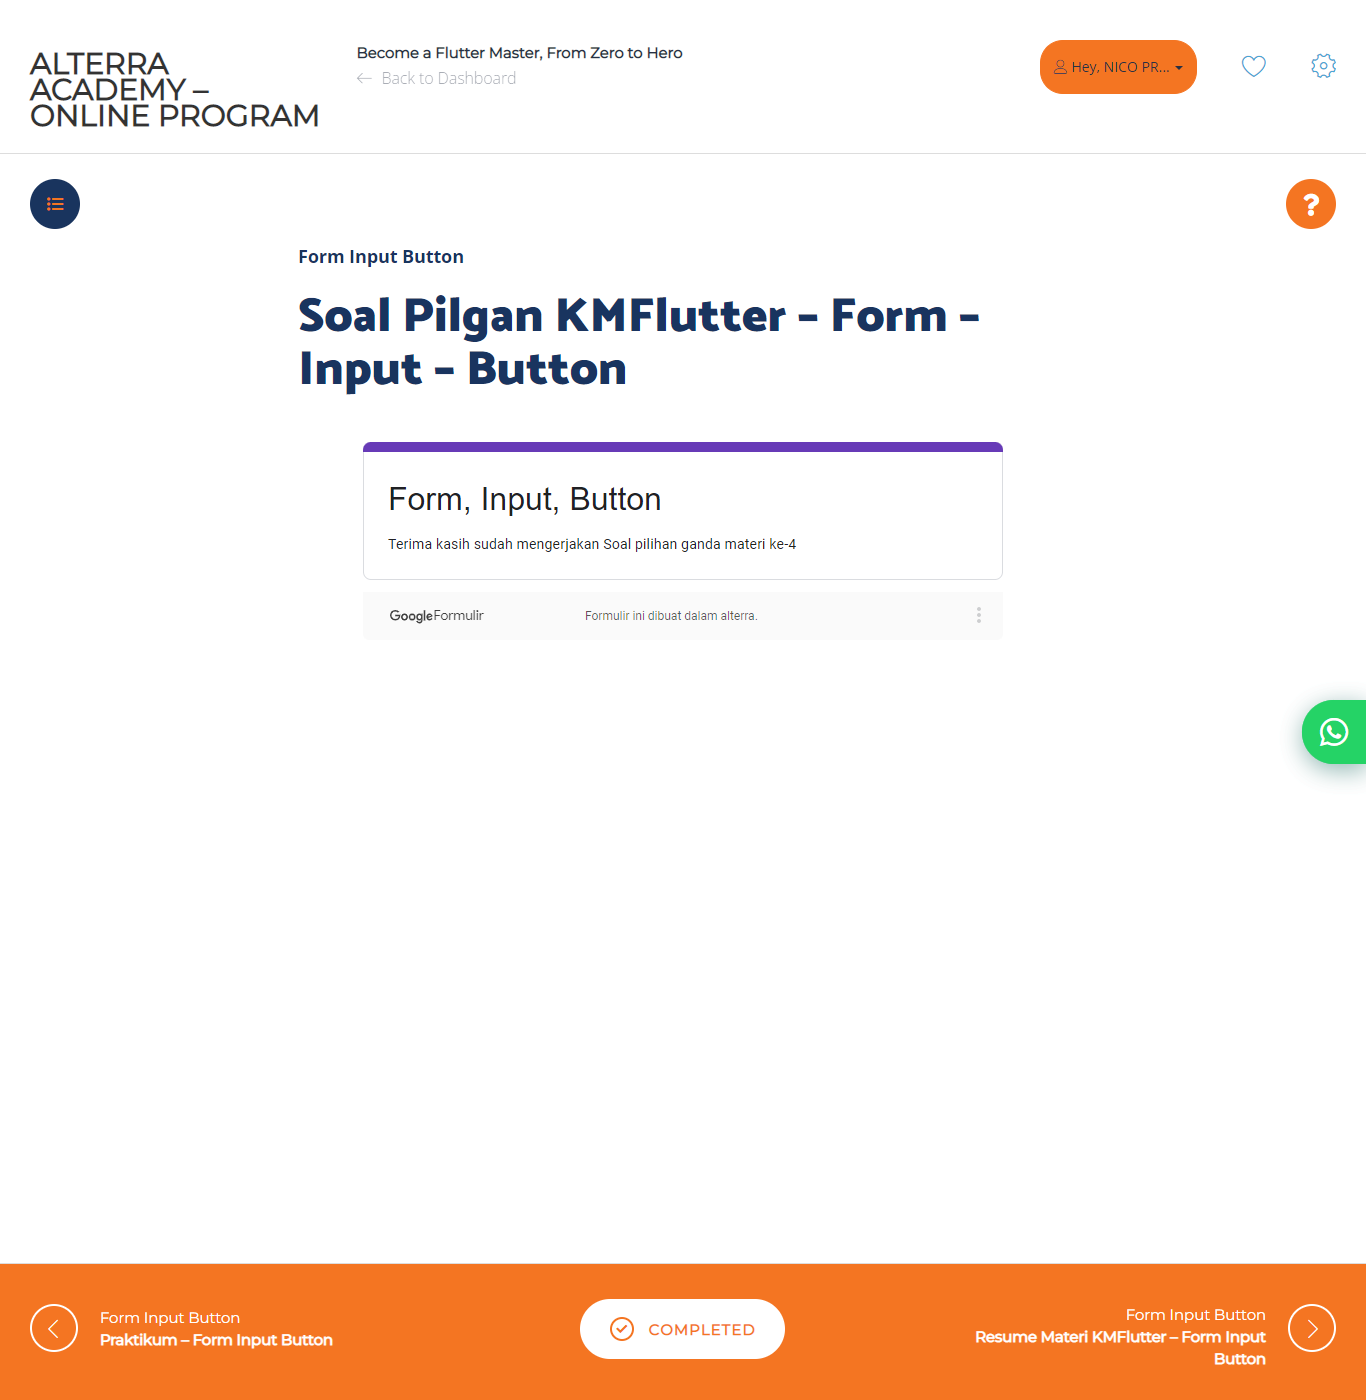 ALTERRA
ACADEMY –
ONLINE PROGRAM
Become a Flutter Master, From Zero to Hero
Back to Dashboard
Hey, NICO PR...
Form Input Button
Soal Pilgan KMFlutter – Form –
Input – Button
Form, Input, Button
Terima kasih sudah mengerjakan Soal pilihan ganda materi ke-4
Google Formulir
Formulir ini dibuat dalam alterra.
Form Input Button
Praktikum – Form Input Button
COMPLETED
Form Input Button
Resume Materi KMFlutter – Form Input
Button